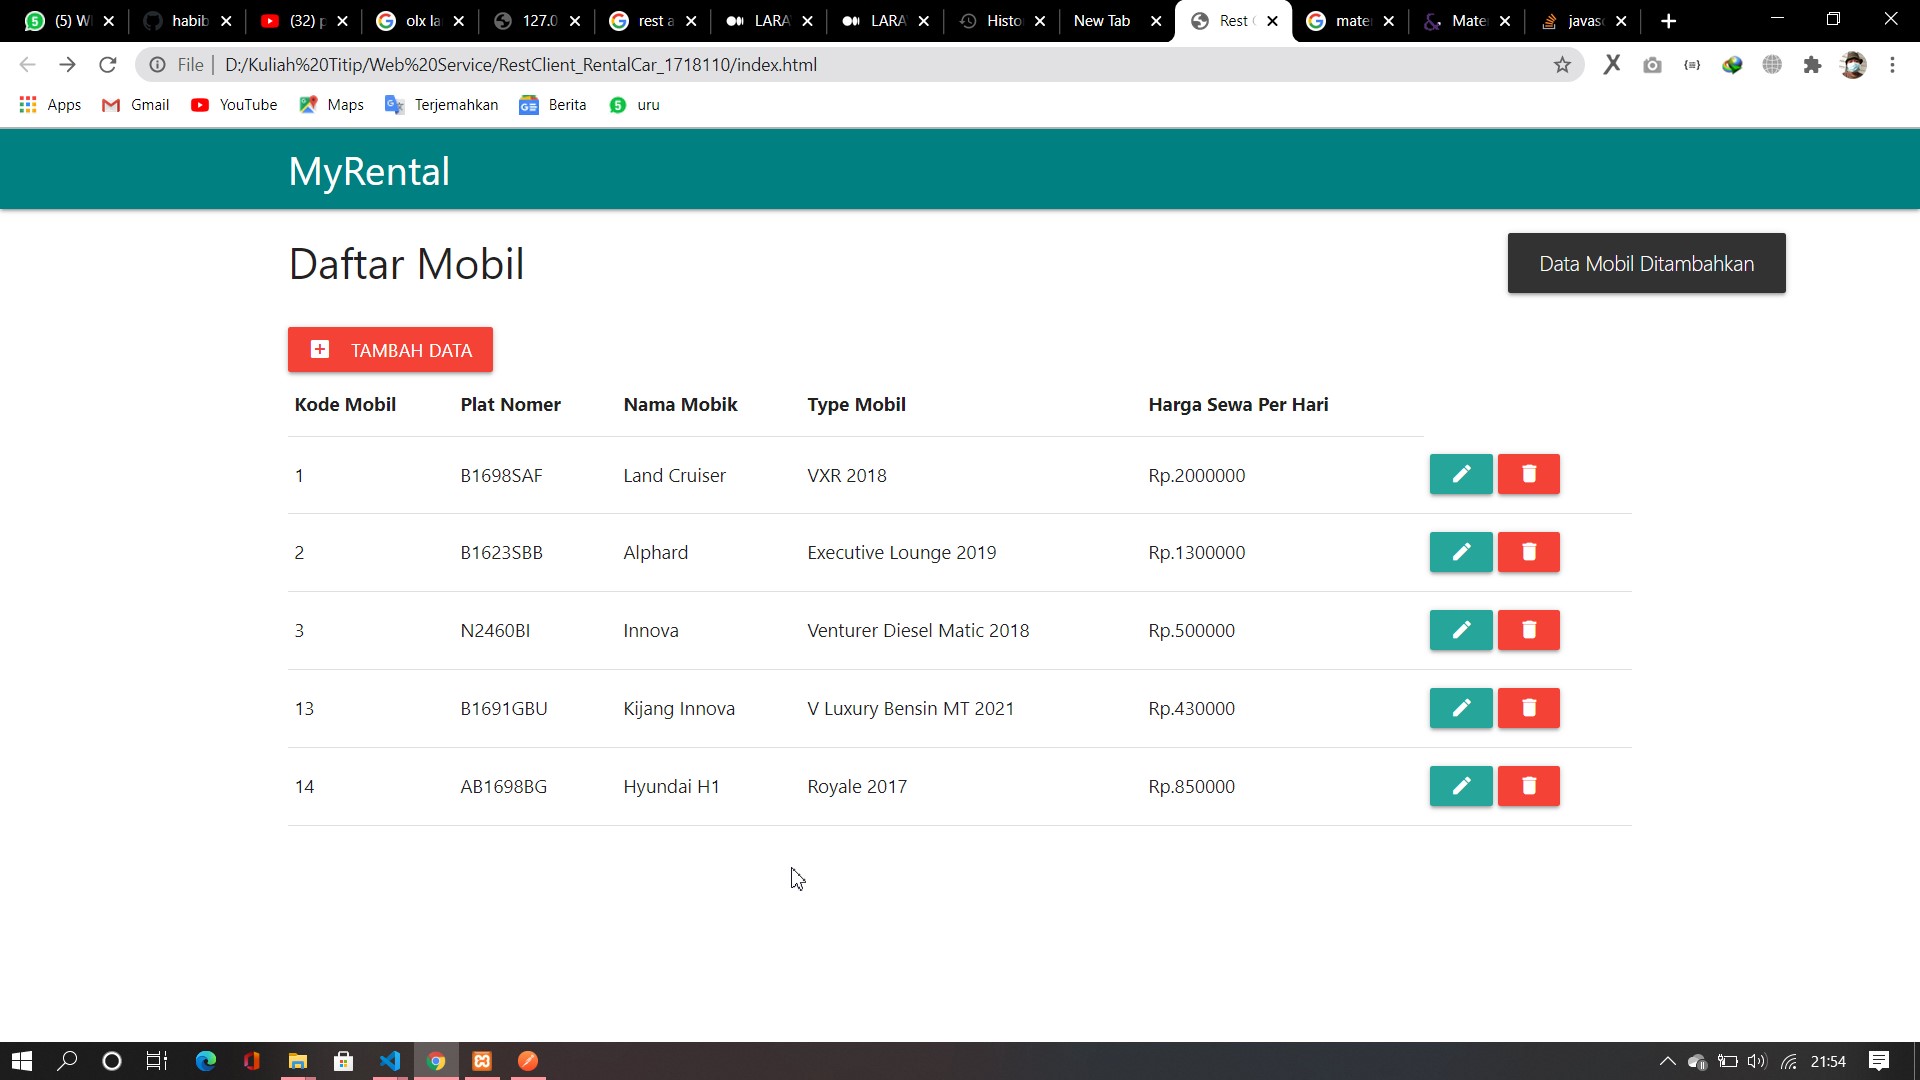 (5) W
habib
(32) p
olx la
127.0
rest a
LARA
LARA
Histo
New Tab
Rest
mate
Mate
javas
File | D:/Kuliah%20Titip/Web%20Service/RestClient_RentalCar_1718110/index.html
Apps Gmail YouTube Maps Terjemahkan Berita uru
MyRental
Daftar Mobil
Data Mobil Ditambahkan
TAMBAH DATA
Kode Mobil Plat Nomer Nama Mobik Type Mobil Harga Sewa Per Hari
1 B1698SAF Land Cruiser VXR 2018 Rp.2000000
2 B1623SBB Alphard Executive Lounge 2019 Rp.1300000
3 N2460BI Innova Venturer Diesel Matic 2018 Rp.500000
13 B1691GBU Kijang Innova V Luxury Bensin MT 2021 Rp.430000
14 AB1698BG Hyundai H1 Royale 2017 Rp.850000
21:54